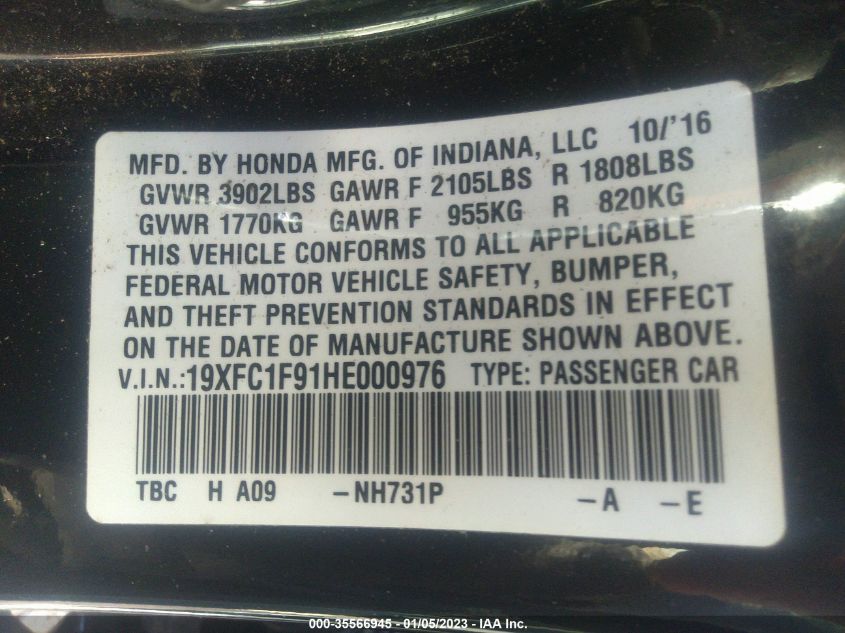 MFD. BY HONDA MFG. OF INDIANA, LLC 10/'16
GVWR 3902LBS GAWR F 2105LBS R 1808LBS
GVWR 1770KG GAWR F 955KG R 820KG
THIS VEHICLE CONFORMS TO ALL APPLICABLE
FEDERAL MOTOR VEHICLE SAFETY, BUMPER,
AND THEFT PREVENTION STANDARDS IN EFFECT
ON THE DATE OF MANUFACTURE SHOWN ABOVE.
V.I.N.:19XFC1F91HE000976 TYPE: PASSENGER CAR
TBC H A09 -NH731P -A -E
000-35566945 - 01/05/2023 - IAA Inc.